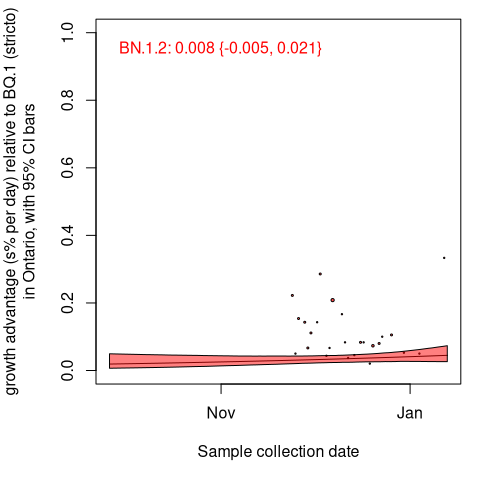 growth advantage (s% per day) relative to BQ.1 (stricto)
in Ontario, with 95% CI bars
1.0
0.8
0.6
0.4
0.2
0.0
BN.1.2: 0.008 {-0.005, 0.021}
Nov
Jan
Sample collection date